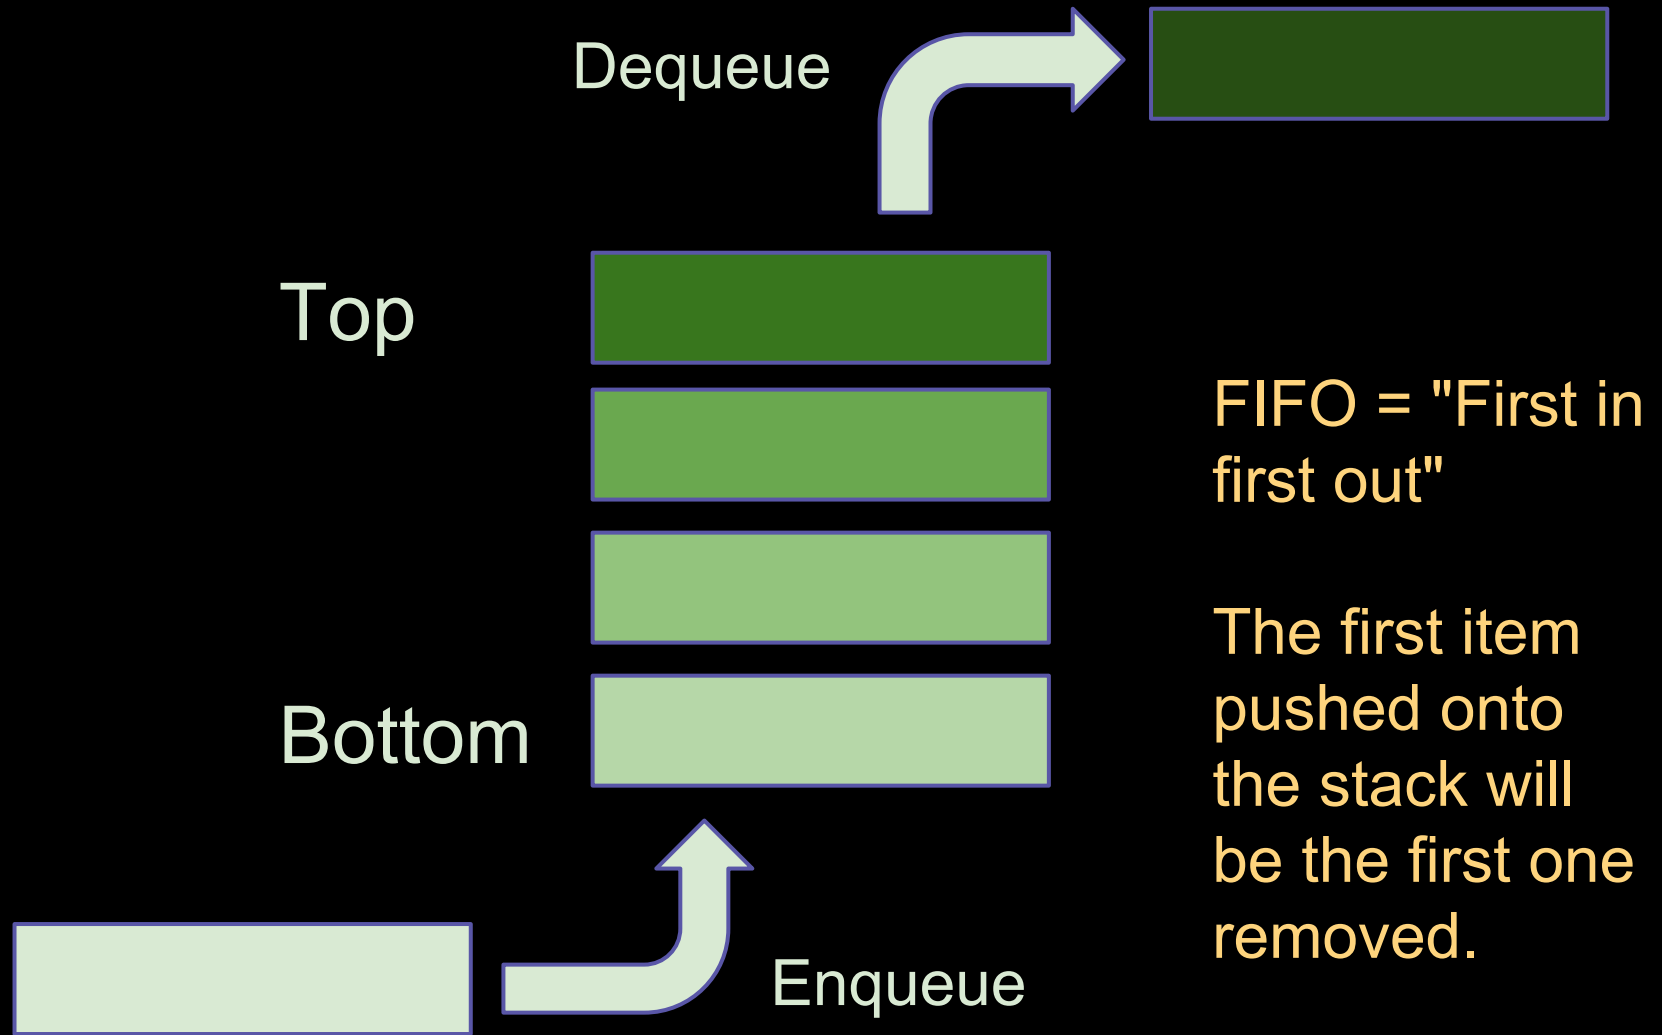 Dequeue
Top
FIFO = "First in
first out"
The first item
pushed onto
the stack will
be the first one
removed.
Bottom
Enqueue